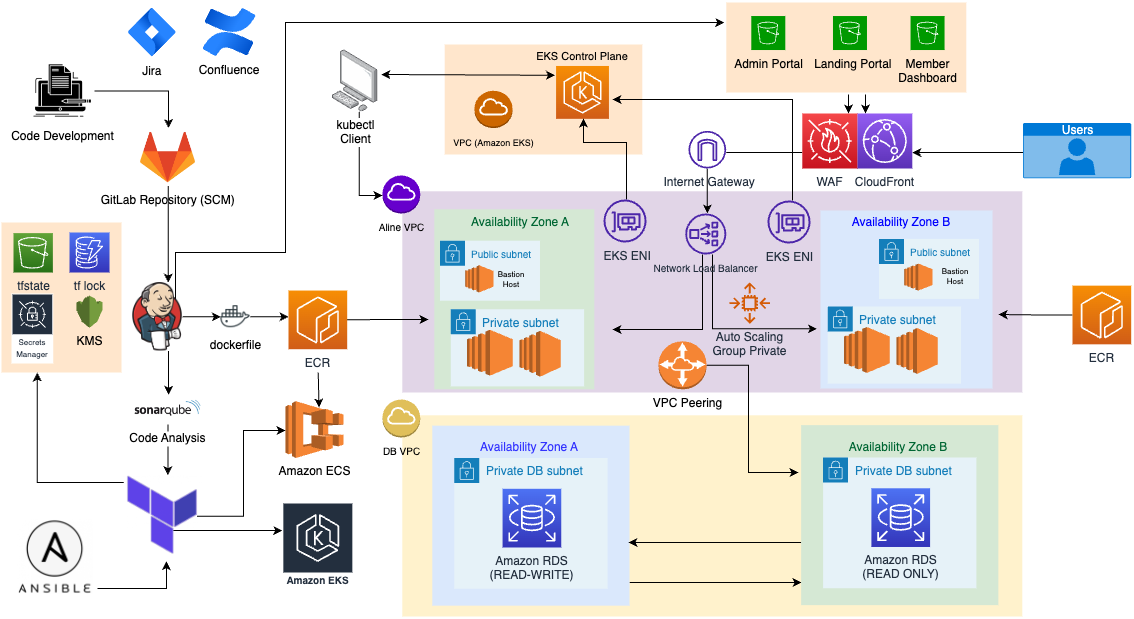 Jira
Confluence
Code Development
GitLab Repository (SCM)
tfstate
tf lock
Secrets
Manager
KMS
dockerfile
sonarqube
Code Analysis
ANSIBLE
ECR
Amazon ECS
Amazon EKS
kubectl
Client
EKS Control Plane
VPC (Amazon EKS)
Admin Portal
Landing Portal
Member
Dashboard
WAF
CloudFront
Users
Internet Gateway
Aline VPC
Availability Zone A
Public subnet
Bastion
Host
Private subnet
EKS ENI
Network Load Balancer
EKS ENI
Auto Scaling
Group Private
VPC Peering
Availability Zone B
Public subnet
Bastion
Host
Private subnet
ECR
DB VPC
Availability Zone A
Private DB subnet
Amazon RDS
(READ-WRITE)
Availability Zone B
Private DB subnet
Amazon RDS
(READ ONLY)